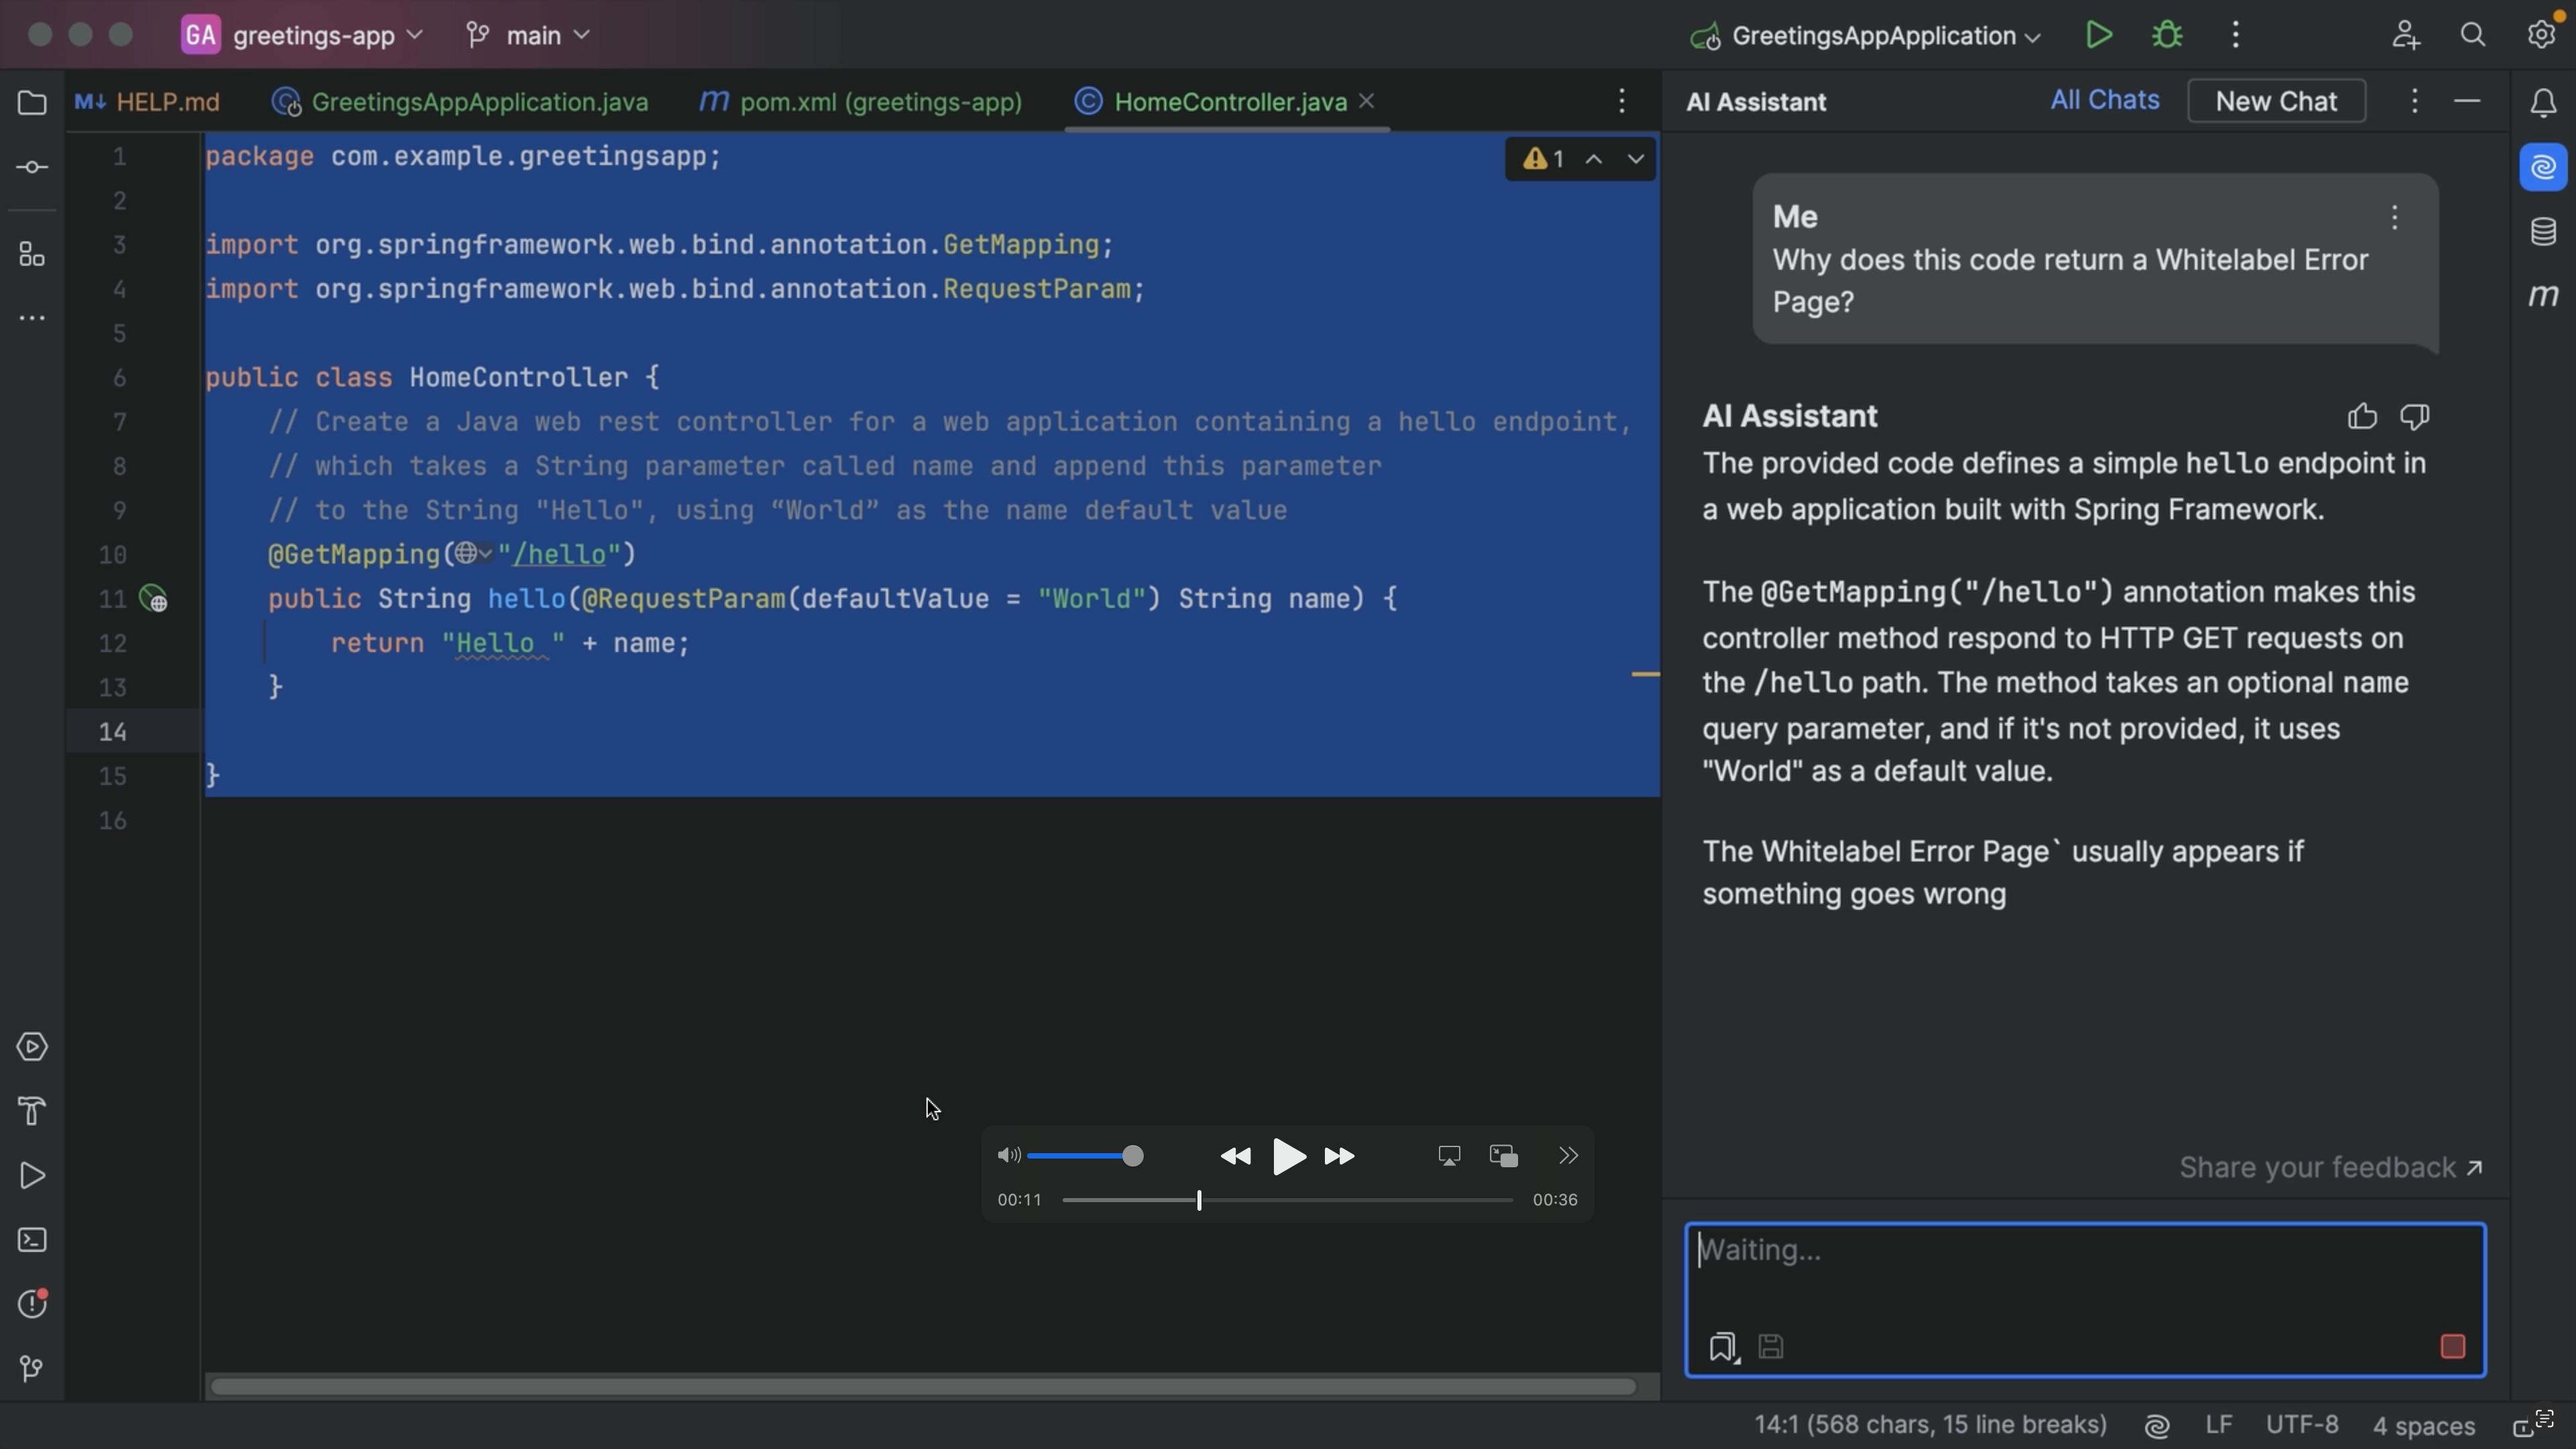 GA greetings-app main GreetingsAppApplication
HELP.md GreetingsAppApplication.java pom.xml (greetings-app) HomeController.java
AI Assistant All Chats New Chat
1 package com.example.greetingsapp;
1
2
3 import org.springframework.web.bind.annotation.GetMapping;
4 import org.springframework.web.bind.annotation.RequestParam;
5
6 public class HomeController {
7 // Create a Java web rest controller for a web application containing a hello endpoint,
8 // which takes a String parameter called name and append this parameter
9 // to the String "Hello", using “World” as the name default value
10 @GetMapping("/hello")
11 public String hello(@RequestParam(defaultValue = "World") String name) {
12 return "Hello " + name;
13 }
14
15 }
16
Me
Why does this code return a Whitelabel Error
Page?
AI Assistant
The provided code defines a simple hello endpoint in
a web application built with Spring Framework.
The @GetMapping("/hello") annotation makes this
controller method respond to HTTP GET requests on
the /hello path. The method takes an optional name
query parameter, and if it's not provided, it uses
"World" as a default value.
The Whitelabel Error Page` usually appears if
something goes wrong
00:11 00:36
Share your feedback ↗
Waiting...
14:1 (568 chars, 15 line breaks) LF UTF-8 4 spaces